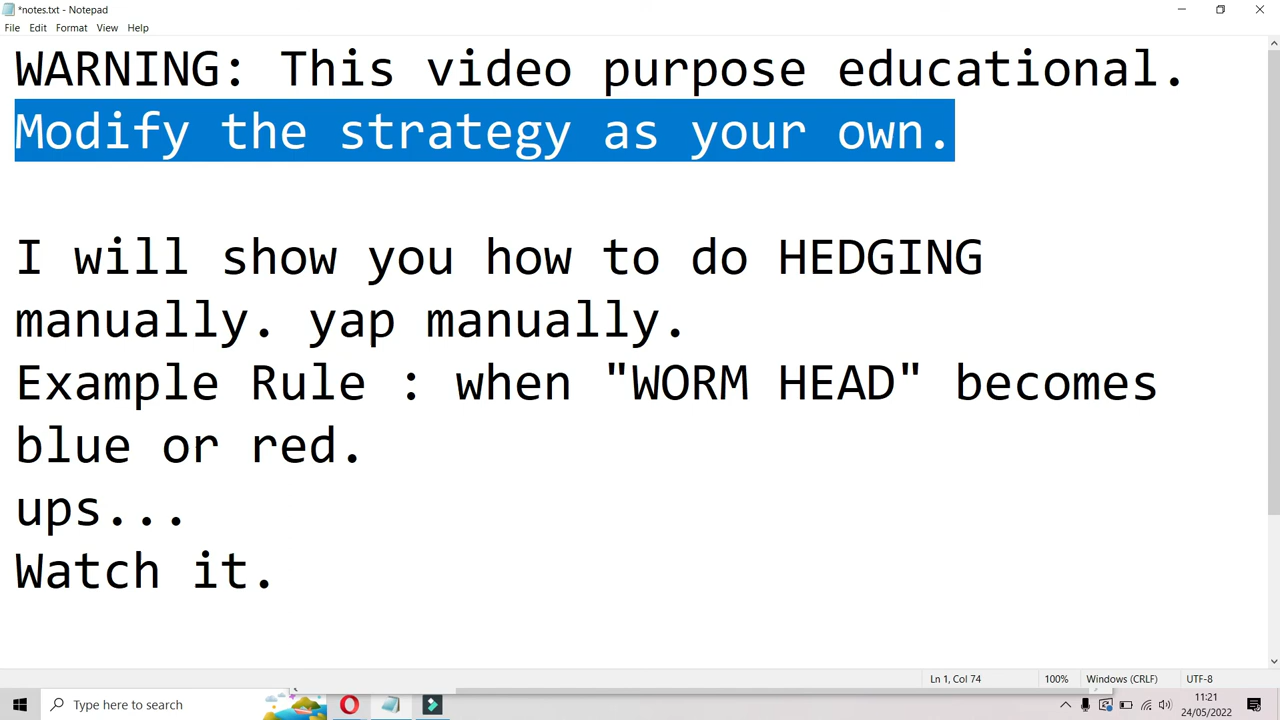 *notes.txt - Notepad
File Edit Format View Help
WARNING: This video purpose educational.
Modify the strategy as your own.
I will show you how to do HEDGING
manually. yap manually.
Example Rule : when "WORM HEAD" becomes
blue or red.
ups...
Watch it.
Ln 1, Col 74 100% Windows (CRLF) UTF-8
Type here to search
11:21
24/05/2022